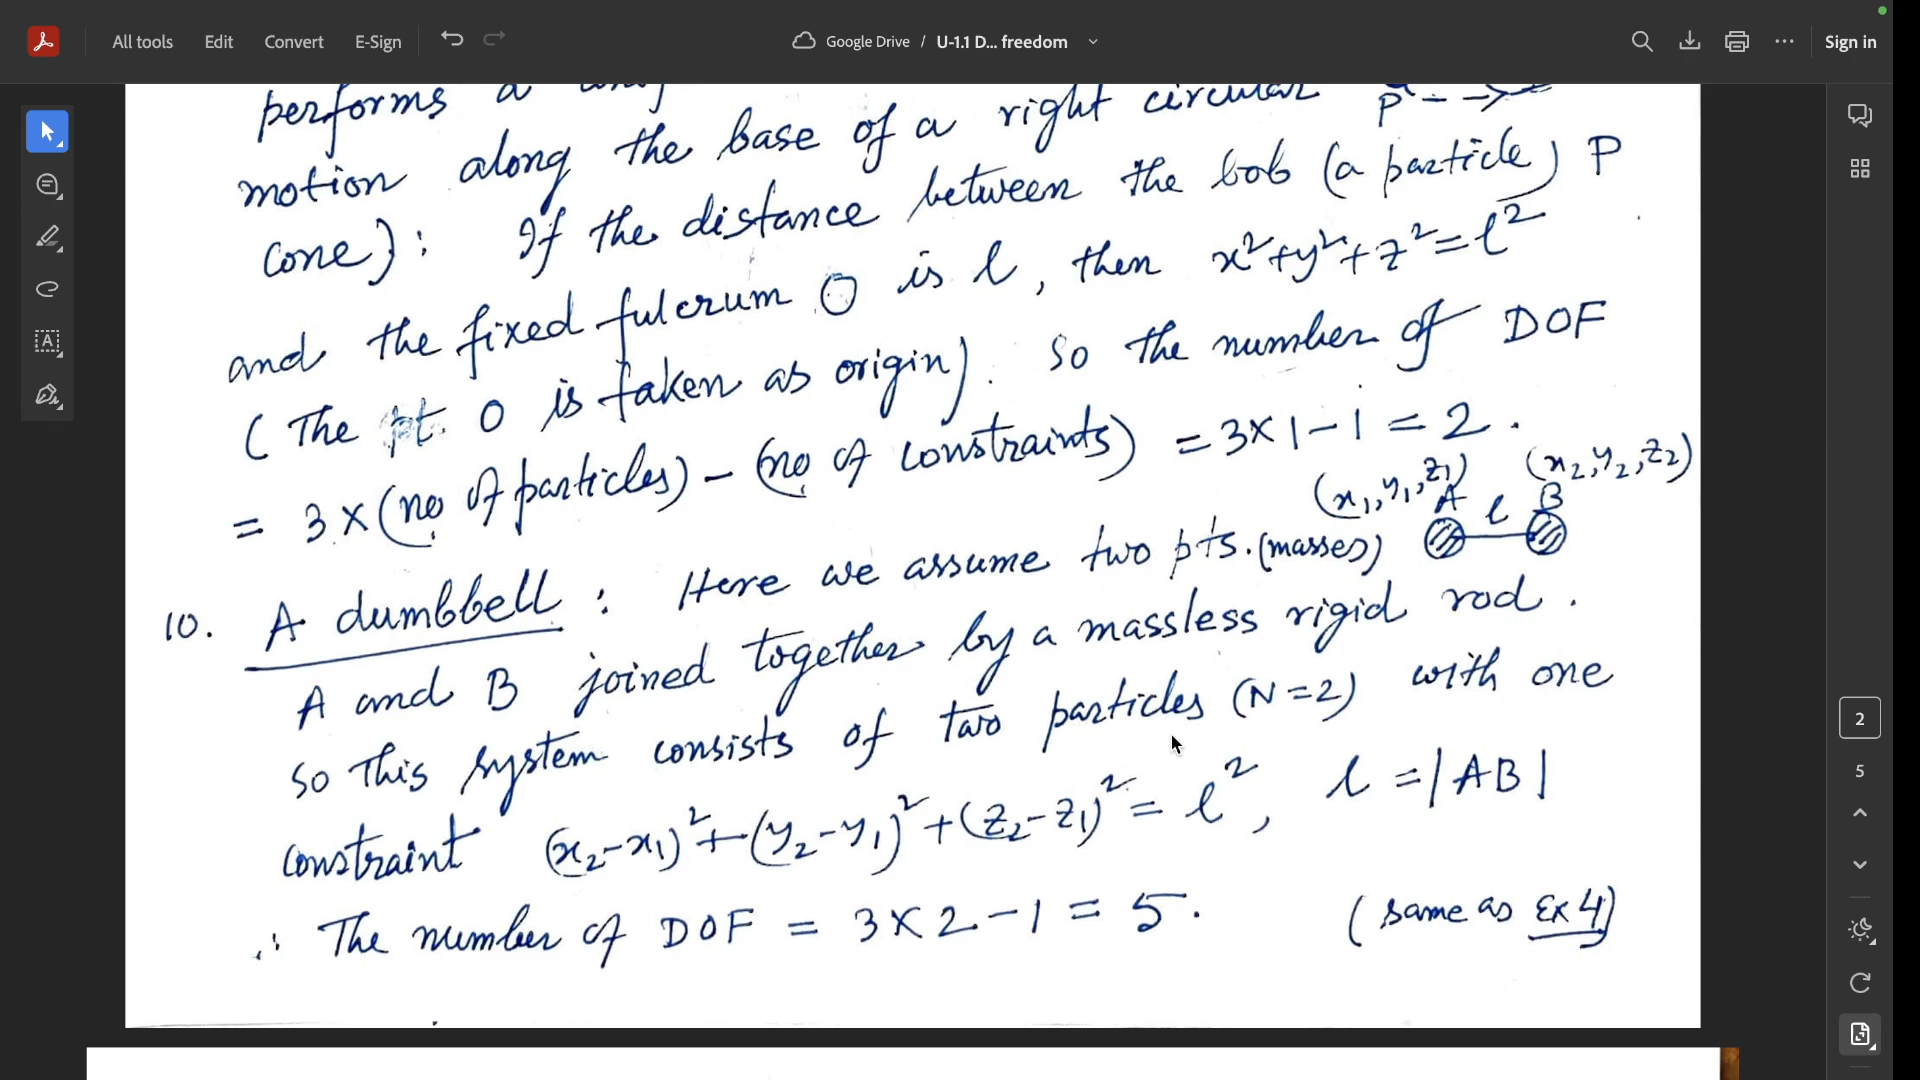 All tools Edit Convert E-Sign Google Drive / U-1.1 D... freedom Sign in
performs a
motion along the base of a right circular P
cone): If the distance between the bob (a particle) P
and the fixed fulcrum O is l, then x²+y²+z²=l²
(The pt. O is taken as origin). So the number of DOF
= 3×(no of particles) – (no of constraints) = 3×1–1 = 2.
(x₁,y₁,z₁) (x₂,y₂,z₂)
A l B
10. A dumbbell : Here we assume two pts. (masses)
A and B joined together by a massless rigid rod.
So this system consists of two particles (N=2) with one
constraint (x₂–x₁)²+(y₂–y₁)²+(z₂–z₁)² = l², l = |AB|
∴ The number of DOF = 3×2–1 = 5. (same as Ex 4)
2
5